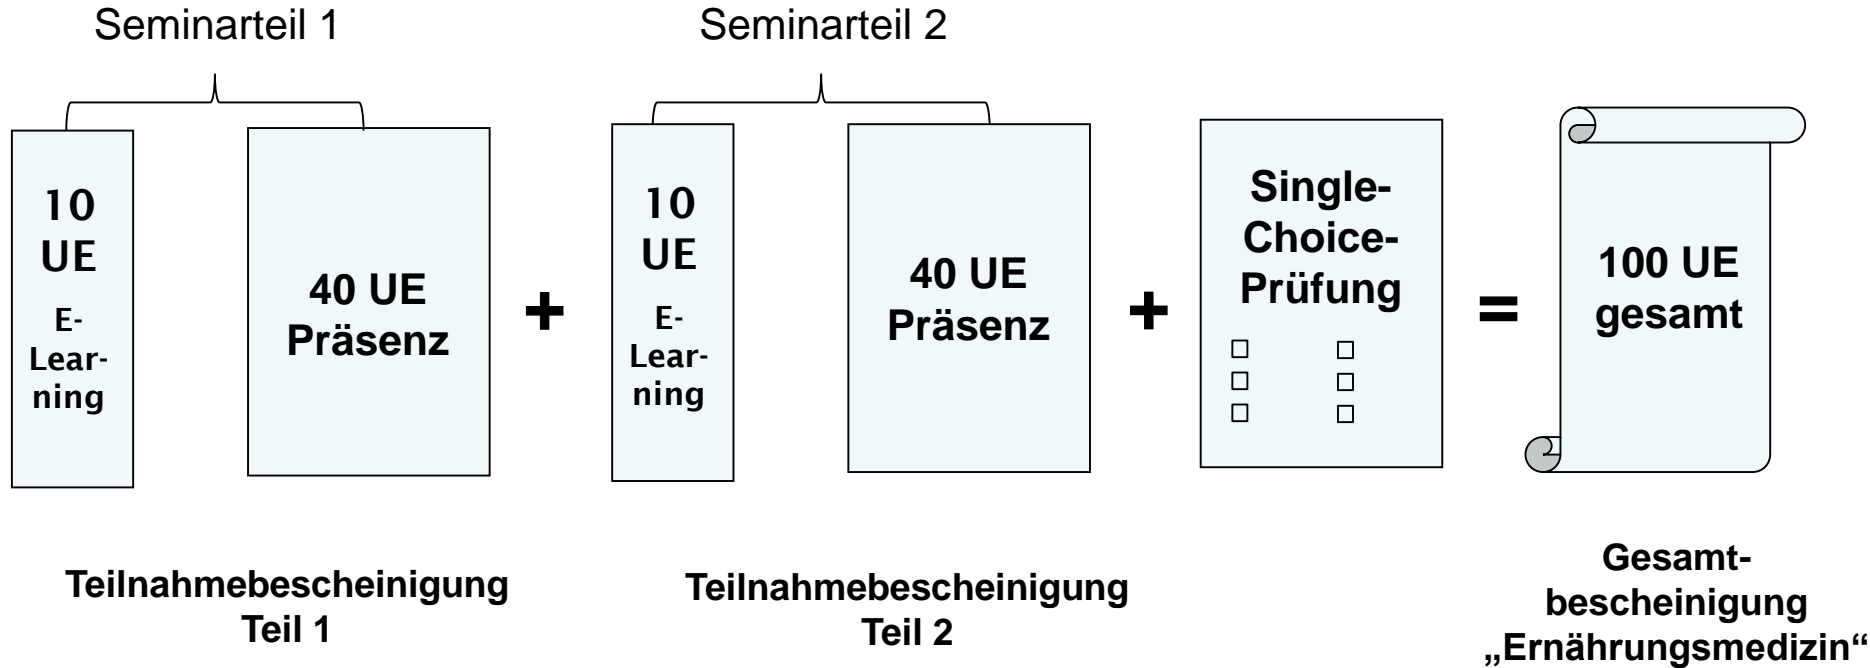 Seminarteil 1
Seminarteil 2
10
UE
E-
Lear-
ning
40 UE
Präsenz
+
10
UE
E-
Lear-
ning
40 UE
Präsenz
+
Single-
Choice-
Prüfung
=
100 UE
gesamt
Teilnahmebescheinigung
Teil 1
Teilnahmebescheinigung
Teil 2
Gesamt-
bescheinigung
„Ernährungsmedizin“